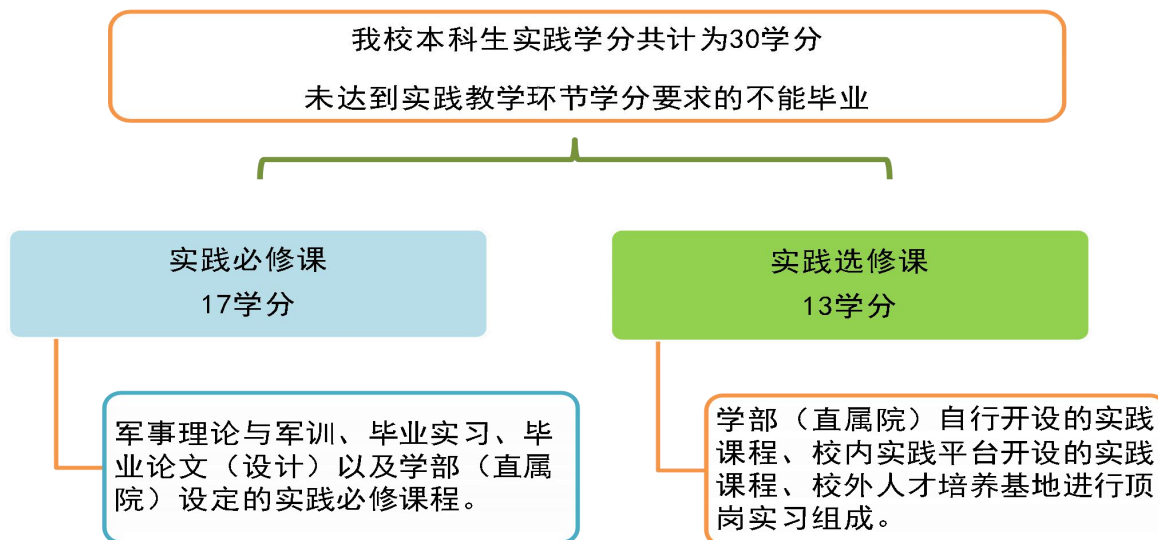 我校本科生实践学分共计为30学分
未达到实践教学环节学分要求的不能毕业
实践必修课
17学分
实践选修课
13学分
军事理论与军训、毕业实习、毕
业论文（设计）以及学部（直属
院）设定的实践必修课程。
学部（直属院）自行开设的实践
课程、校内实践平台开设的实践
课程、校外人才培养基地进行顶
岗实习组成。